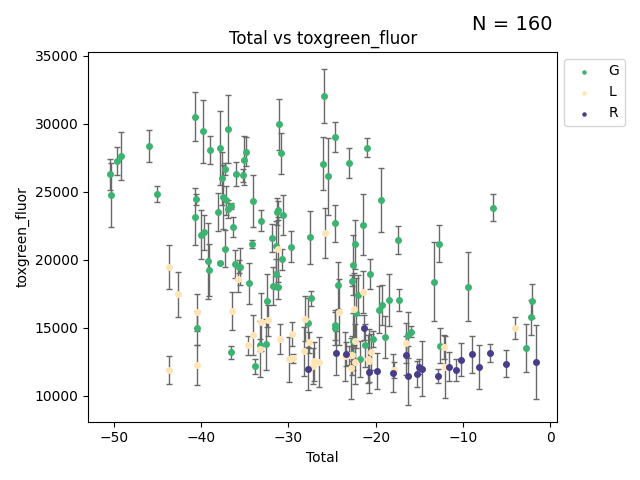 N = 160
Total vs toxgreen_fluor
35000
30000
25000
20000
15000
10000
toxgreen_fluor
−50
−40
−30
−20
−10
0
Total
G
L
R